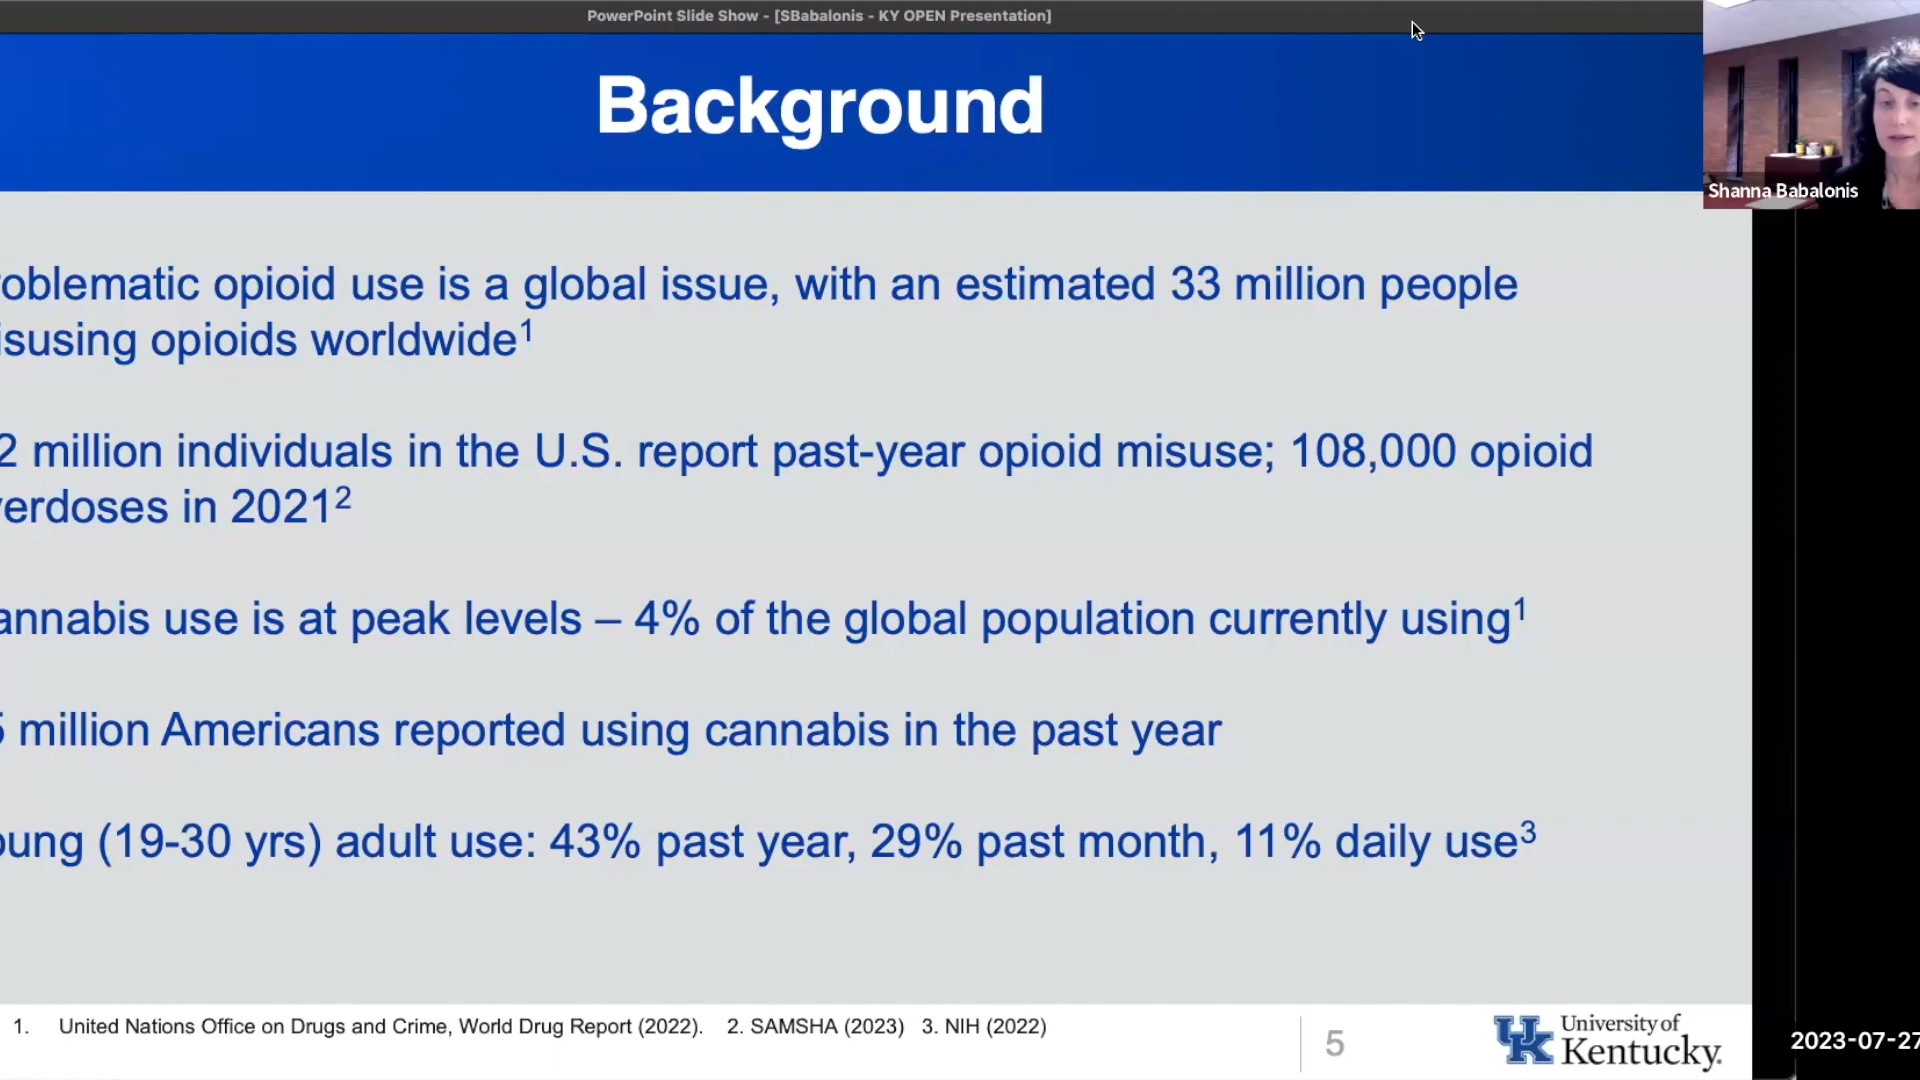 PowerPoint Slide Show - [SBabalonis - KY OPEN Presentation]
Background
Shanna Babalonis
roblematic opioid use is a global issue, with an estimated 33 million people
isusing opioids worldwide1
2 million individuals in the U.S. report past-year opioid misuse; 108,000 opioid
verdoses in 20212
annabis use is at peak levels – 4% of the global population currently using1
5 million Americans reported using cannabis in the past year
oung (19-30 yrs) adult use: 43% past year, 29% past month, 11% daily use3
1. United Nations Office on Drugs and Crime, World Drug Report (2022). 2. SAMSHA (2023) 3. NIH (2022)
5
UK
University of
Kentucky.
2023-07-27